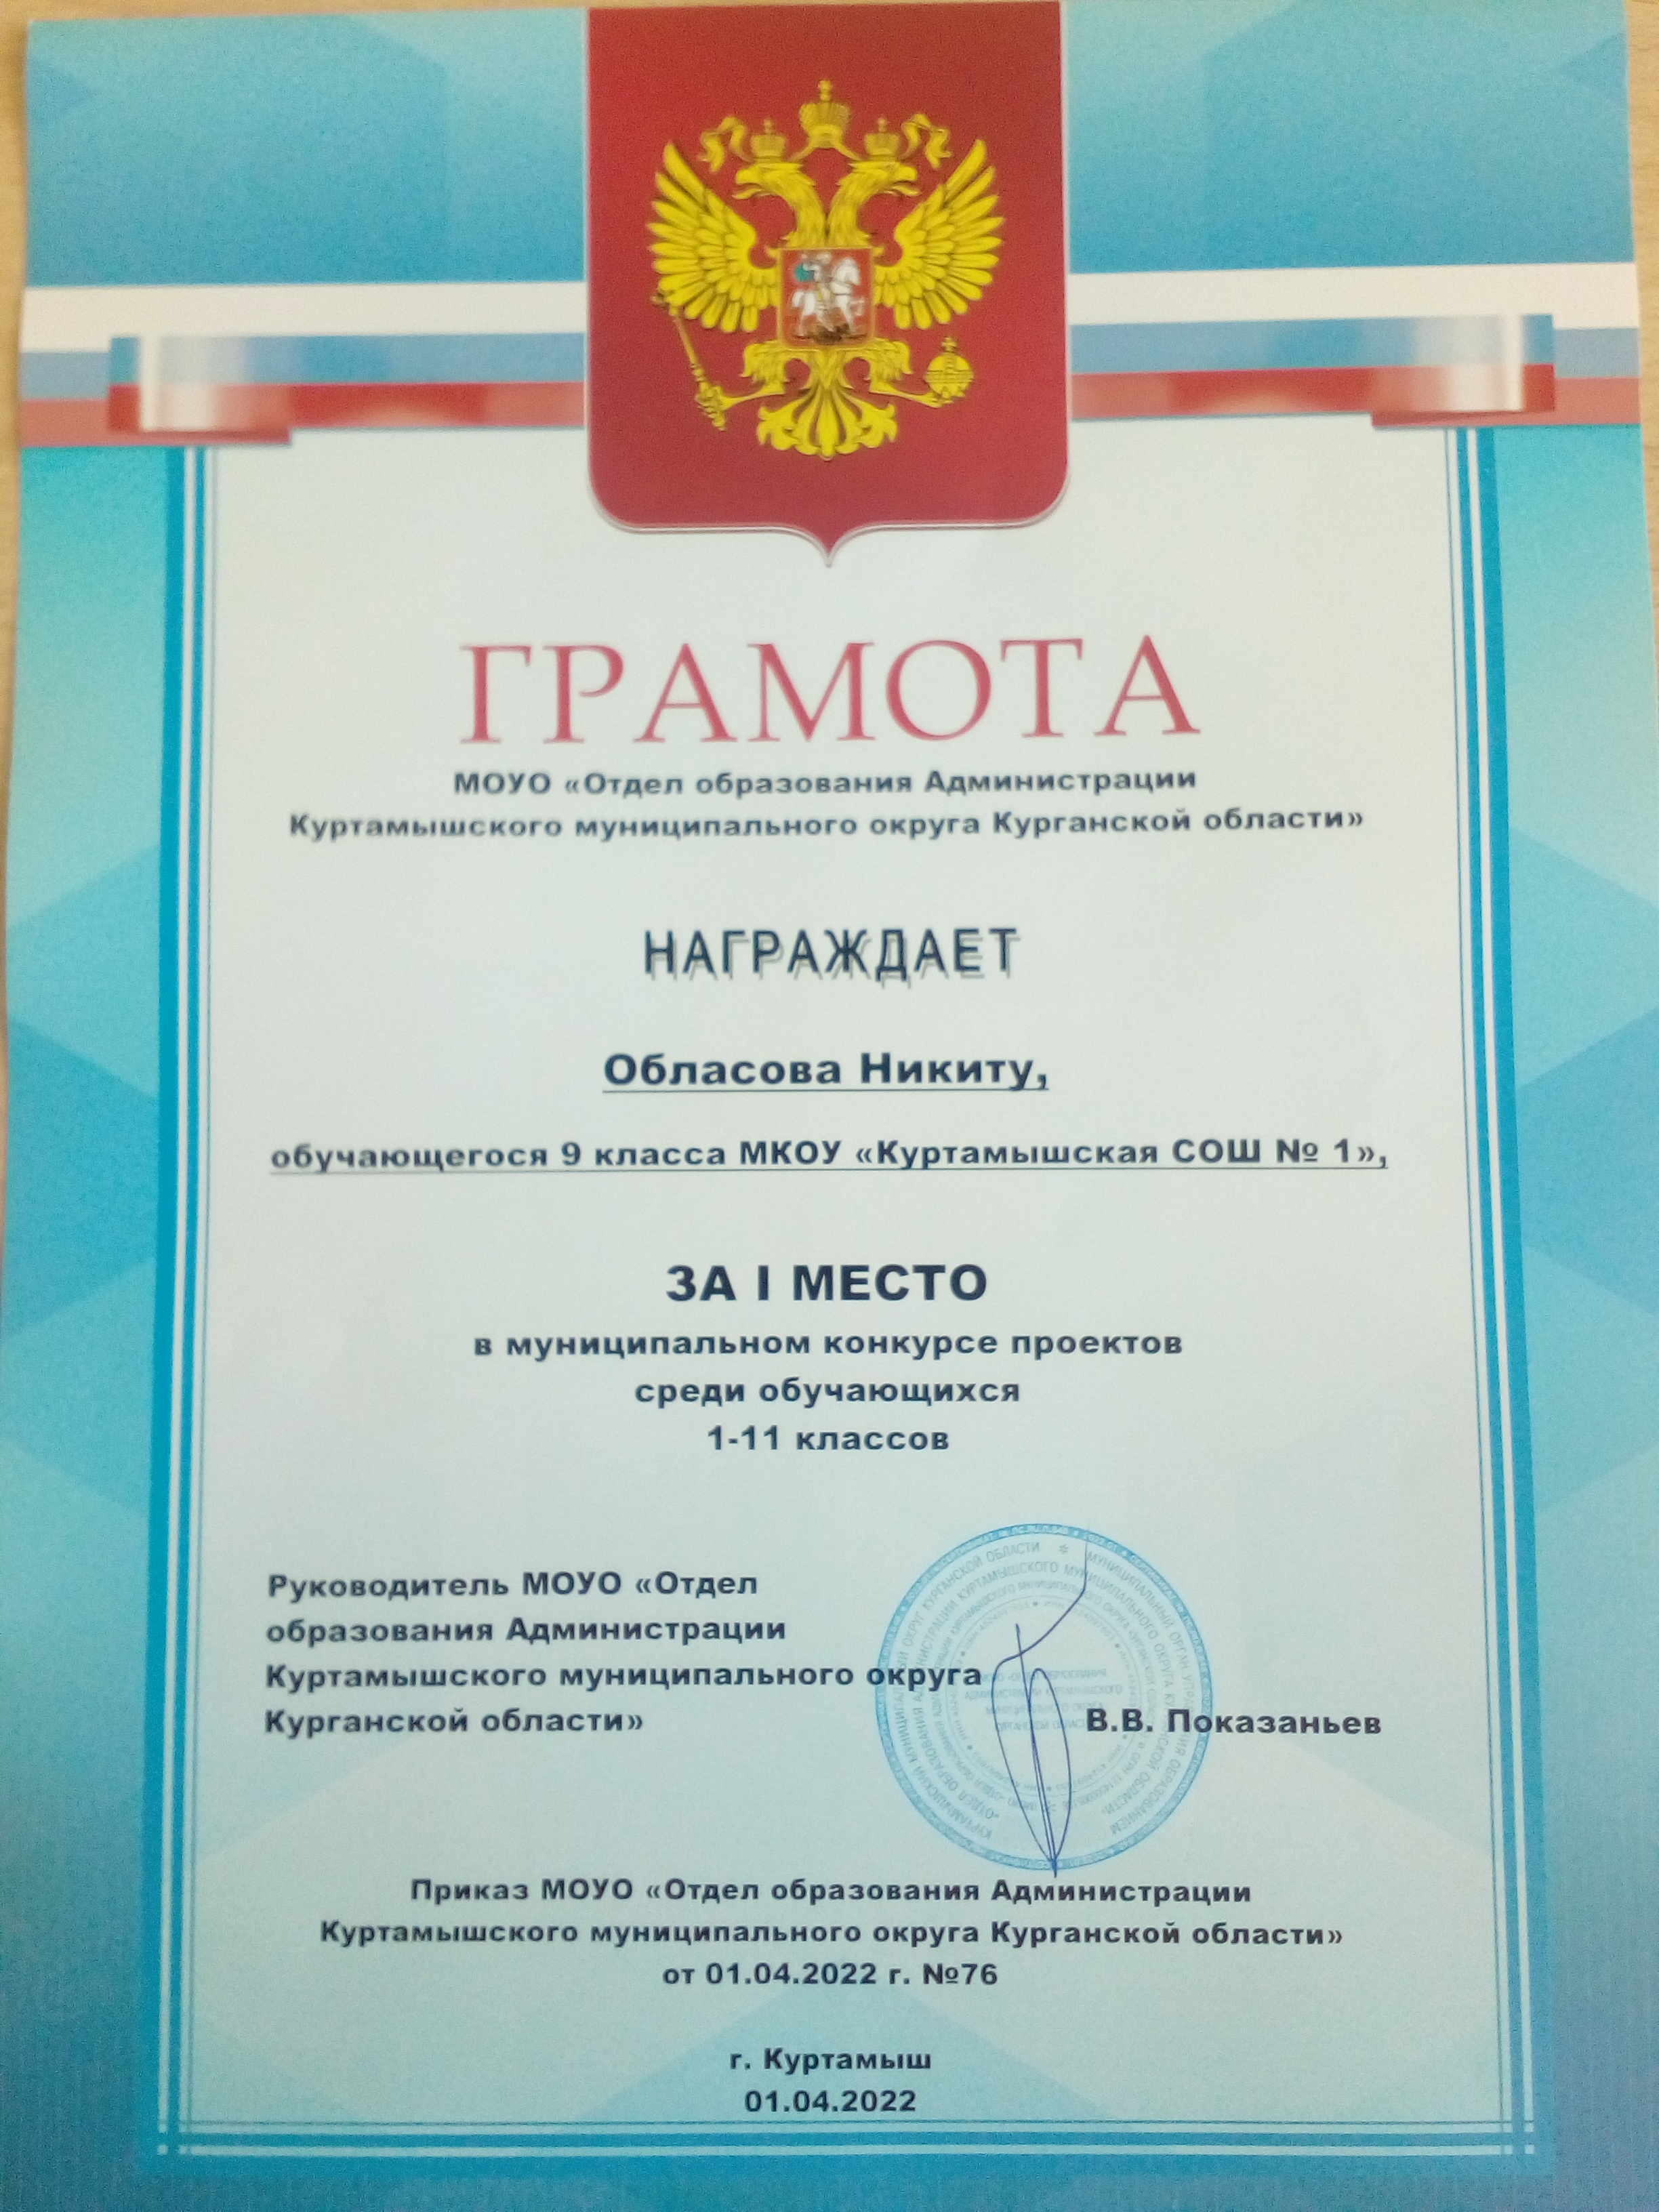 ГРАМОТА
МОУО «Отдел образования Администрации
Куртамышского муниципального округа Курганской области»
НАГРАЖДАЕТ
Обласова Никиту,
обучающегося 9 класса МКОУ «Куртамышская СОШ № 1»,
ЗА I МЕСТО
в муниципальном конкурсе проектов
среди обучающихся
1-11 классов
Руководитель МОУО «Отдел
образования Администрации
Куртамышского муниципального округа
Курганской области»
В.В. Показаньев
Приказ МОУО «Отдел образования Администрации
Куртамышского муниципального округа Курганской области»
от 01.04.2022 г. №76
г. Куртамыш
01.04.2022